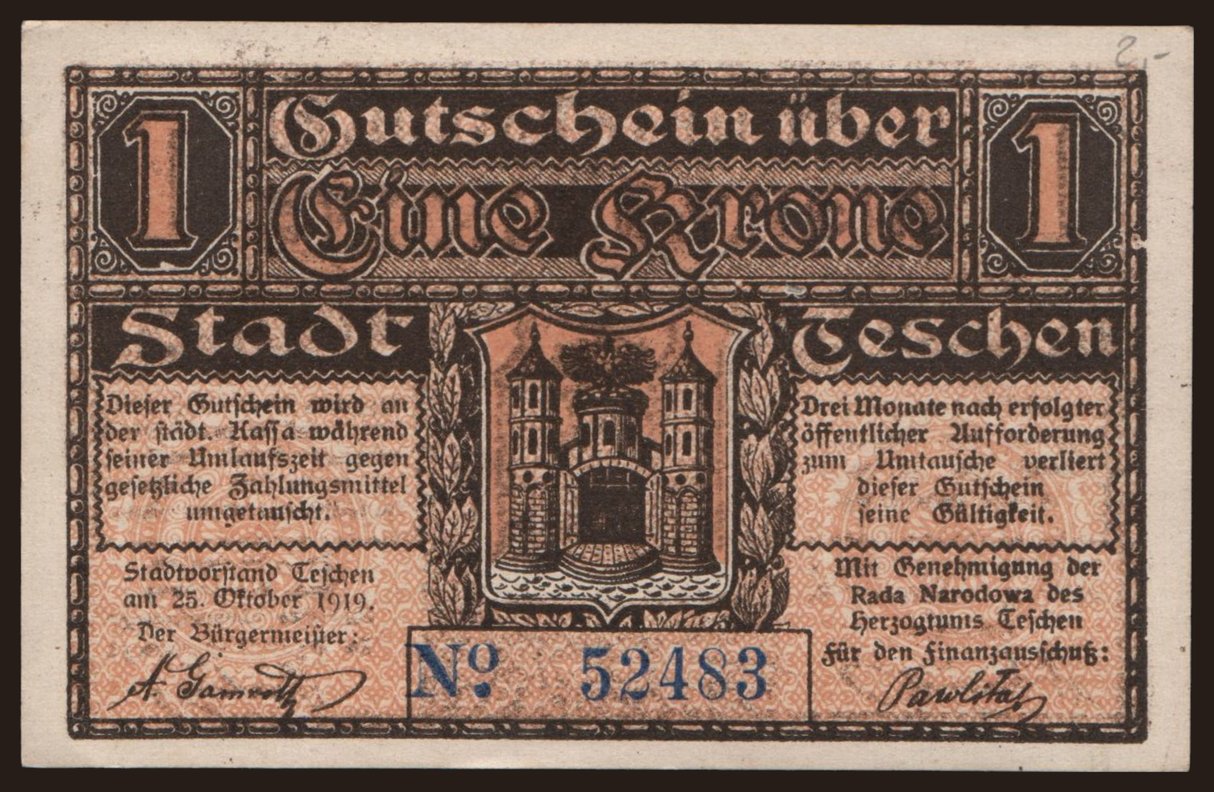 2,-
1
Gutschein über
1
Eine Krone
Stadt
Teschen
Dieser Gutschein wird an
der städt. Kassa während
seiner Umlaufszeit gegen
gesetzliche Zahlungsmittel
umgetauscht.
Drei Monate nach erfolgter
öffentlicher Aufforderung
zum Umtausche verliert
dieser Gutschein
seine Gültigkeit.
Stadtvorstand Teschen
am 25. Oktober 1919.
Der Bürgermeister:
Mit Genehmigung der
Rada Narodowa des
Herzogtums Teschen
Für den Finanzausschuß:
No. 52483